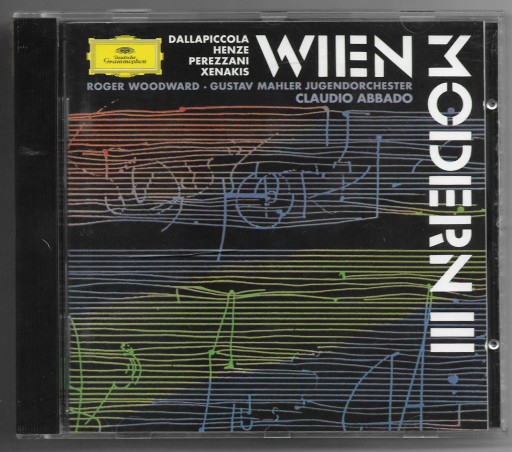 Deutsche
Grammophon
DALLAPICCOLA
HENZE
PEREZZANI
XENAKIS
WIEN
MODERN III
ROGER WOODWARD · GUSTAV MAHLER JUGENDORCHESTER
CLAUDIO ABBADO